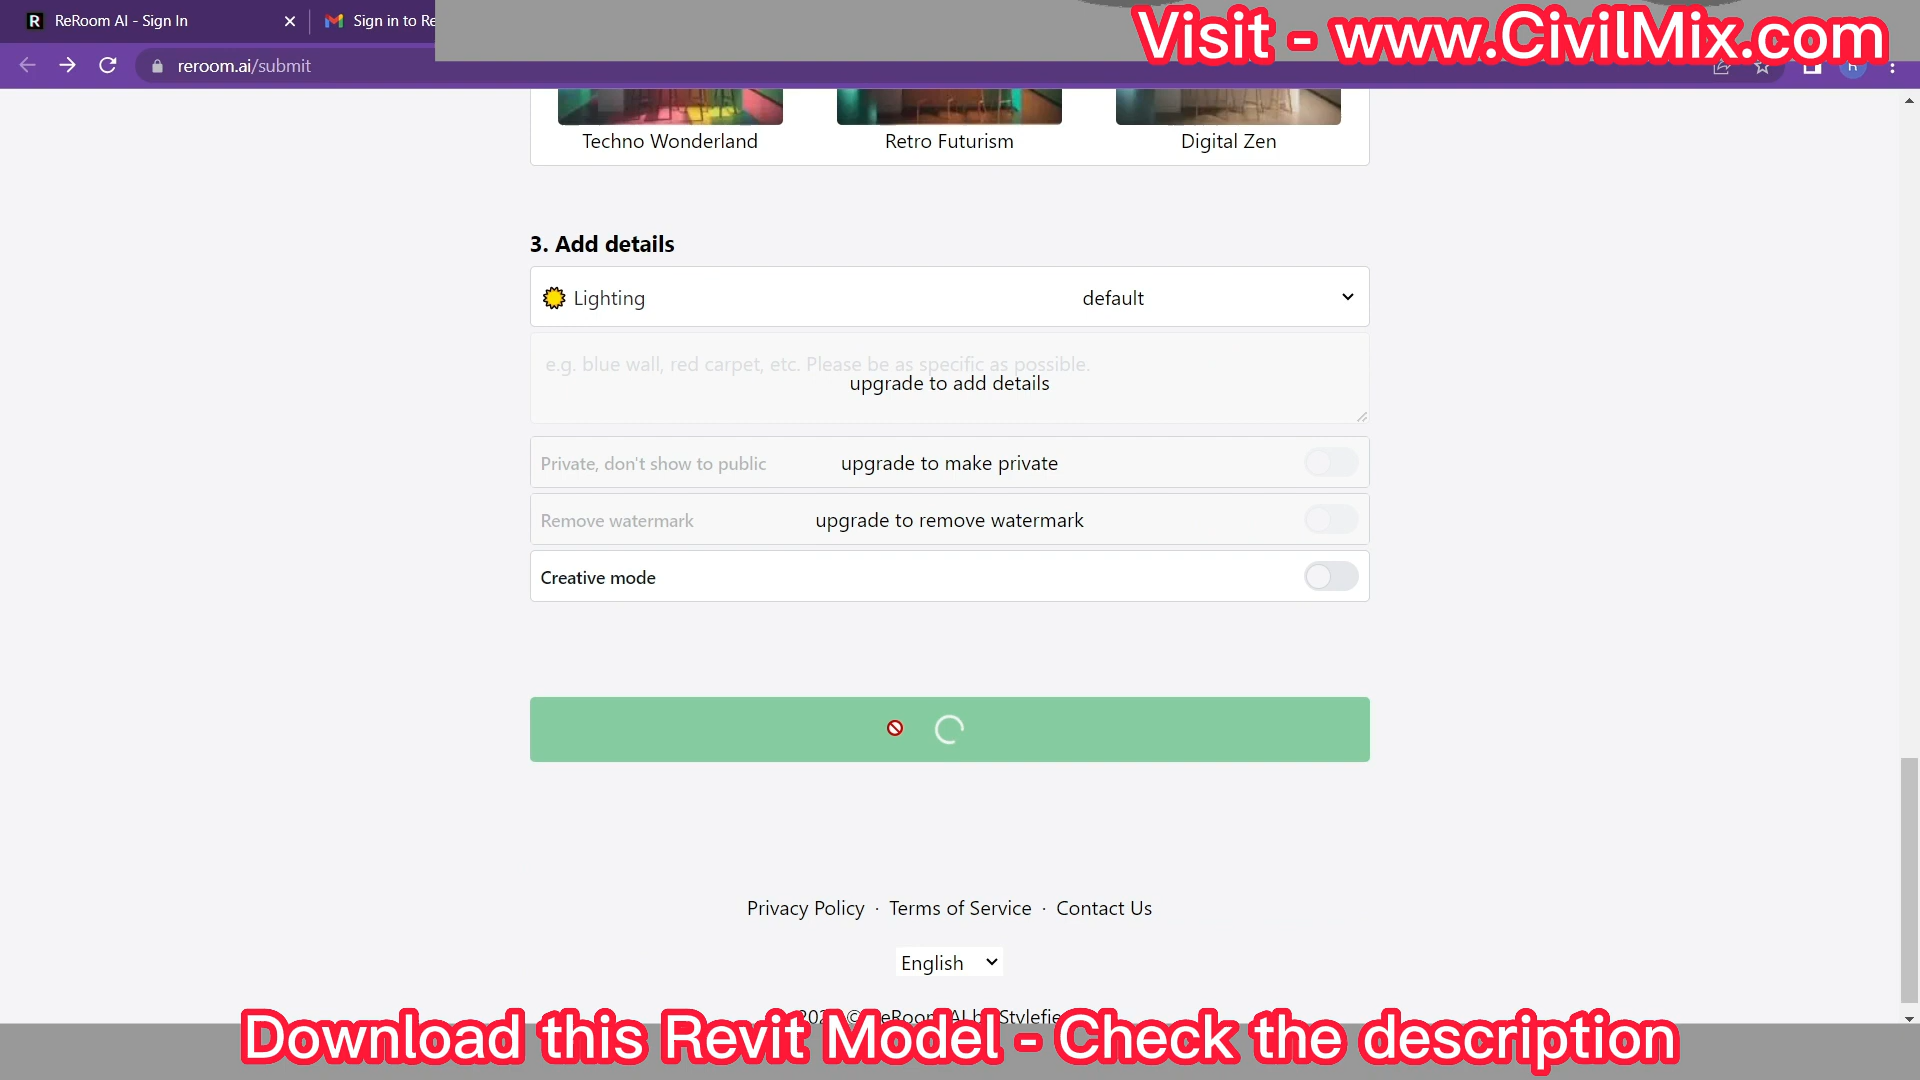 ReRoom AI - Sign In
Sign in to Re
Visit - www.CivilMix.com
reroom.ai/submit
Techno Wonderland
Retro Futurism
Digital Zen
3. Add details
Lighting
default
e.g. blue wall, red carpet, etc. Please be as specific as possible.
upgrade to add details
Private, don't show to public
upgrade to make private
Remove watermark
upgrade to remove watermark
Creative mode
Privacy Policy · Terms of Service · Contact Us
English
Download this Revit Model - Check the description